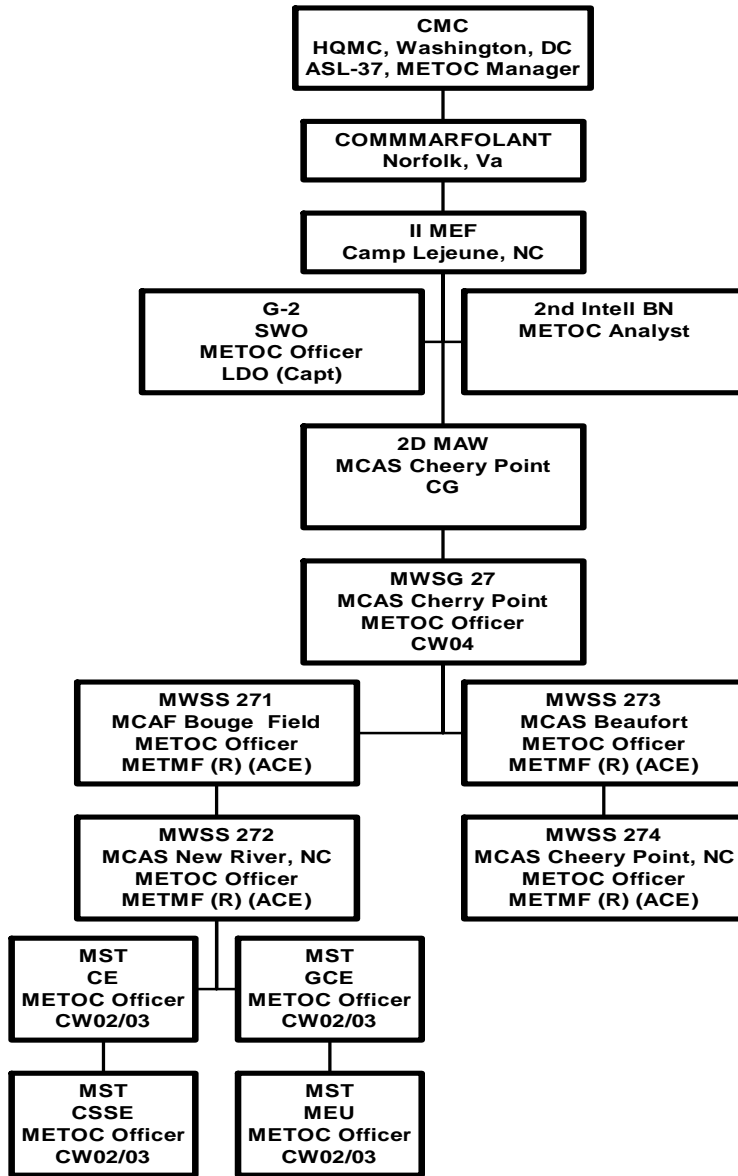 CMC
HQMC, Washington, DC
ASL-37, METOC Manager
COMMMARFOLANT
Norfolk, Va
II MEF
Camp Lejeune, NC
G-2
SWO
METOC Officer
LDO (Capt)
2nd Intell BN
METOC Analyst
2D MAW
MCAS Cheery Point
CG
MWSG 27
MCAS Cherry Point
METOC Officer
CW04
MWSS 271
MCAF Bouge Field
METOC Officer
METMF (R) (ACE)
MWSS 273
MCAS Beaufort
METOC Officer
METMF (R) (ACE)
MWSS 272
MCAS New River, NC
METOC Officer
METMF (R) (ACE)
MWSS 274
MCAS Cheery Point, NC
METOC Officer
METMF (R) (ACE)
MST
CE
METOC Officer
CW02/03
MST
GCE
METOC Officer
CW02/03
MST
CSSE
METOC Officer
CW02/03
MST
MEU
METOC Officer
CW02/03